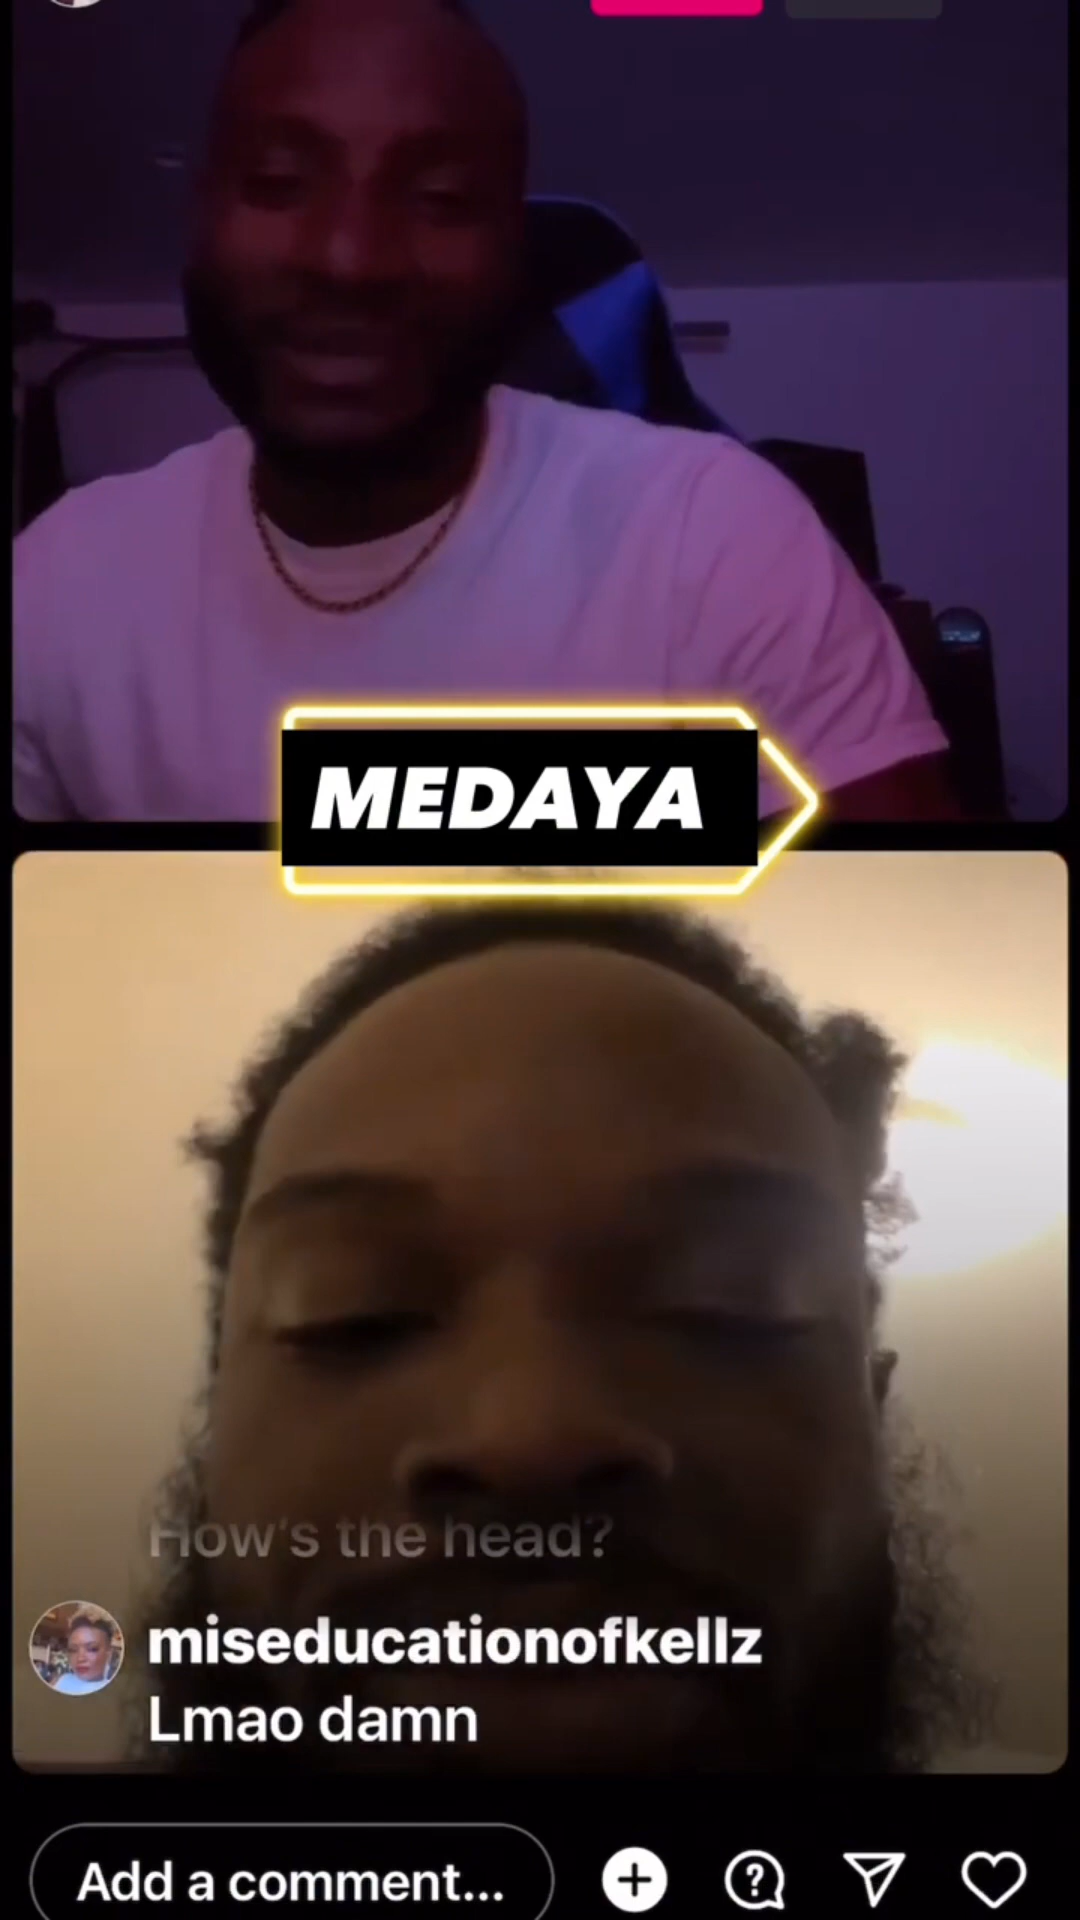 MEDAYA
How's the head?
miseducationofkellz
Lmao damn
Add a comment...